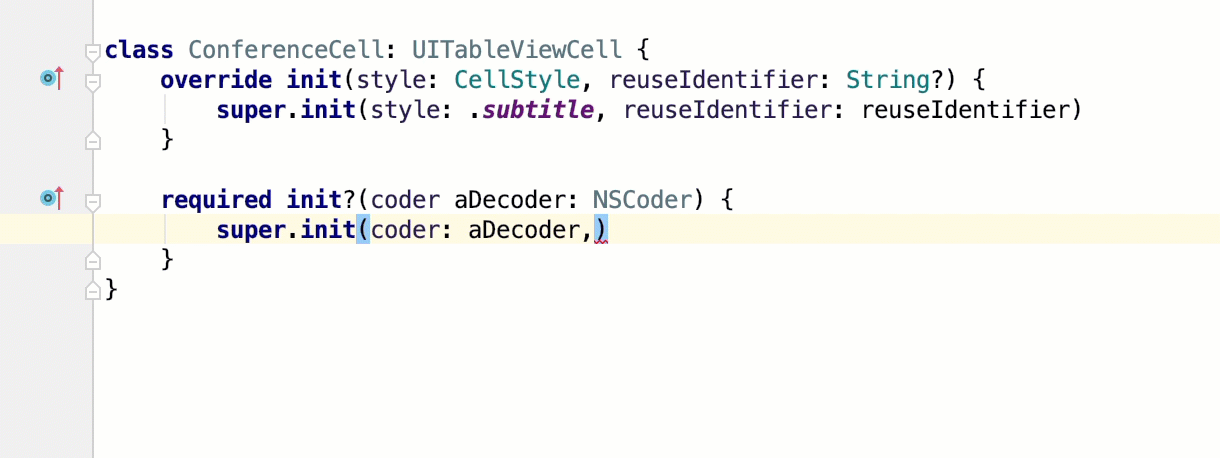 class ConferenceCell: UITableViewCell {
    override init(style: CellStyle, reuseIdentifier: String?) {
        super.init(style: .subtitle, reuseIdentifier: reuseIdentifier)
    }

    required init?(coder aDecoder: NSCoder) {
        super.init(coder: aDecoder,)
    }
}